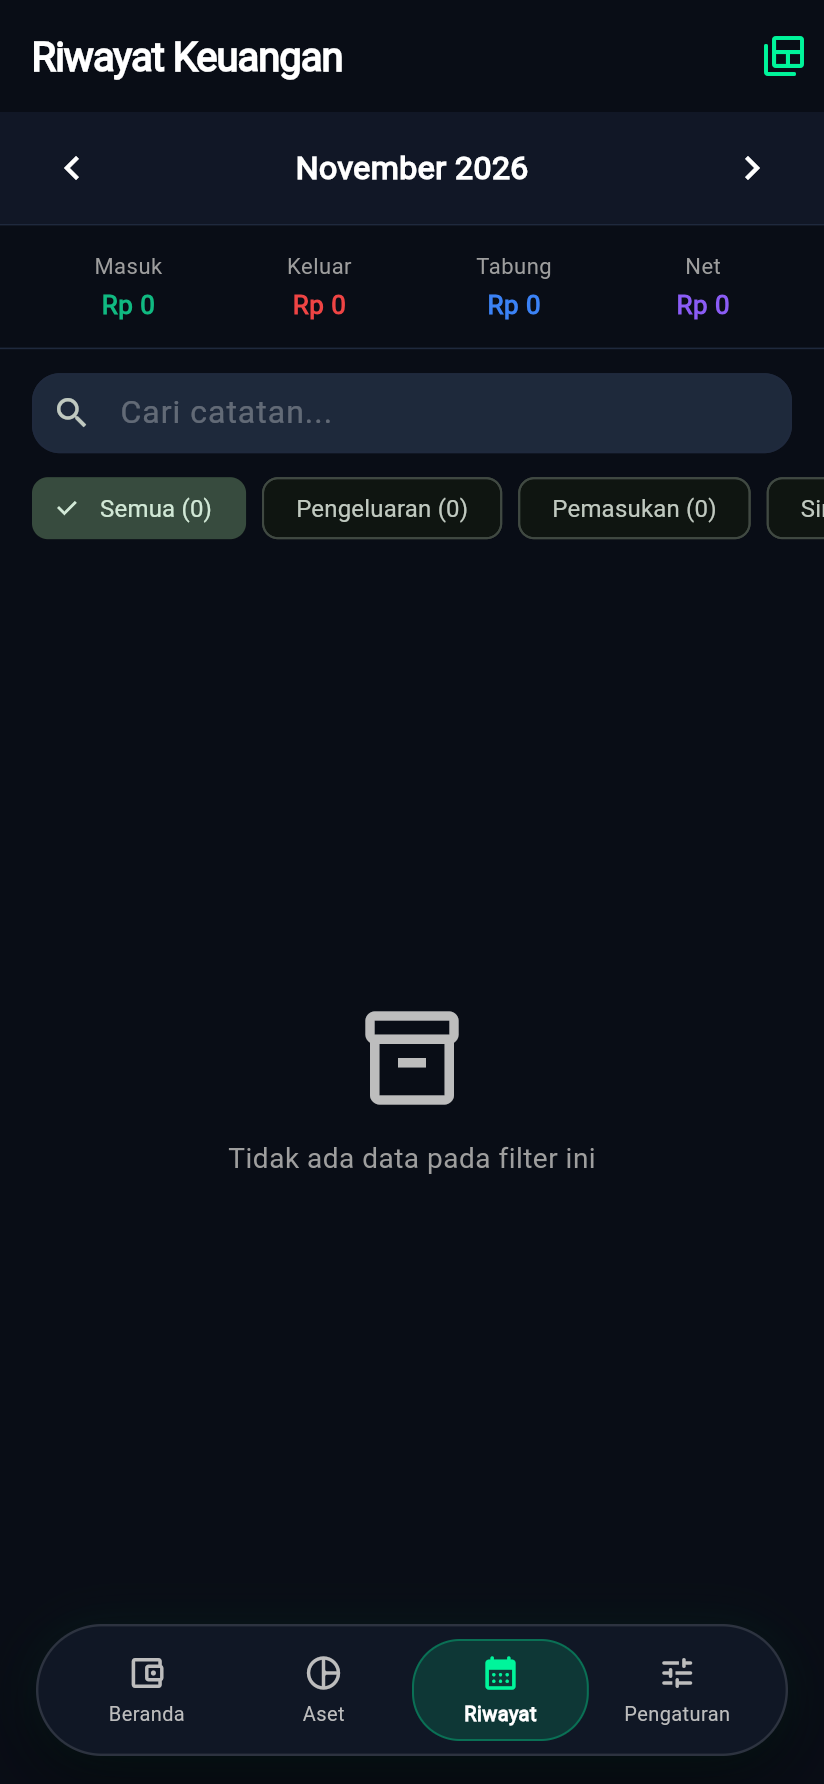 Riwayat Keuangan
November 2026
Masuk Keluar Tabung Net
Rp 0 Rp 0 Rp 0 Rp 0
Cari catatan...
Semua (0) Pengeluaran (0) Pemasukan (0)
Tidak ada data pada filter ini
Beranda Aset Riwayat Pengaturan